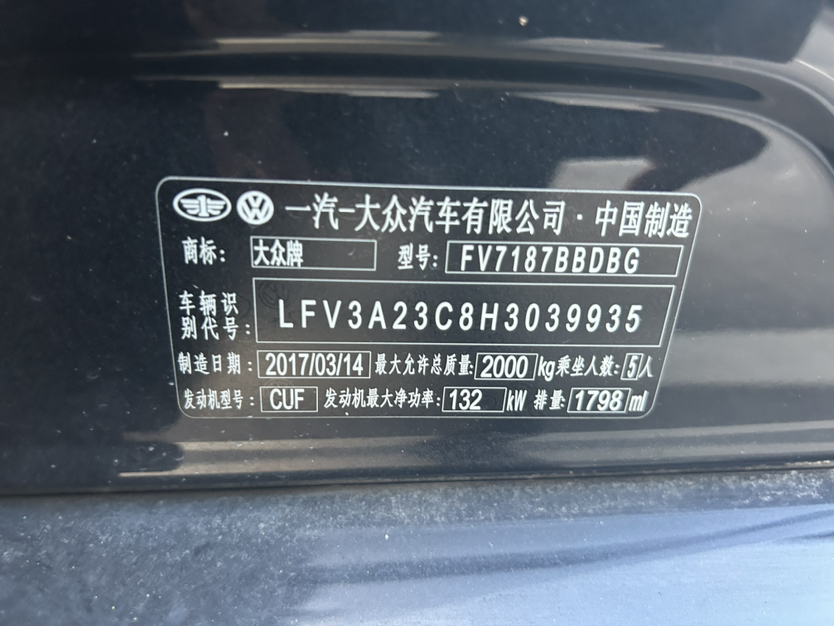 一汽-大众汽车有限公司·中国制造
商标: 大众牌 型号: FV7187BBDBG
车辆识别代号: LFV3A23C8H3039935
制造日期: 2017/03/14 最大允许总质量: 2000 kg 乘坐人数: 5人
发动机型号: CUF 发动机最大净功率: 132 kW 排量: 1798 ml